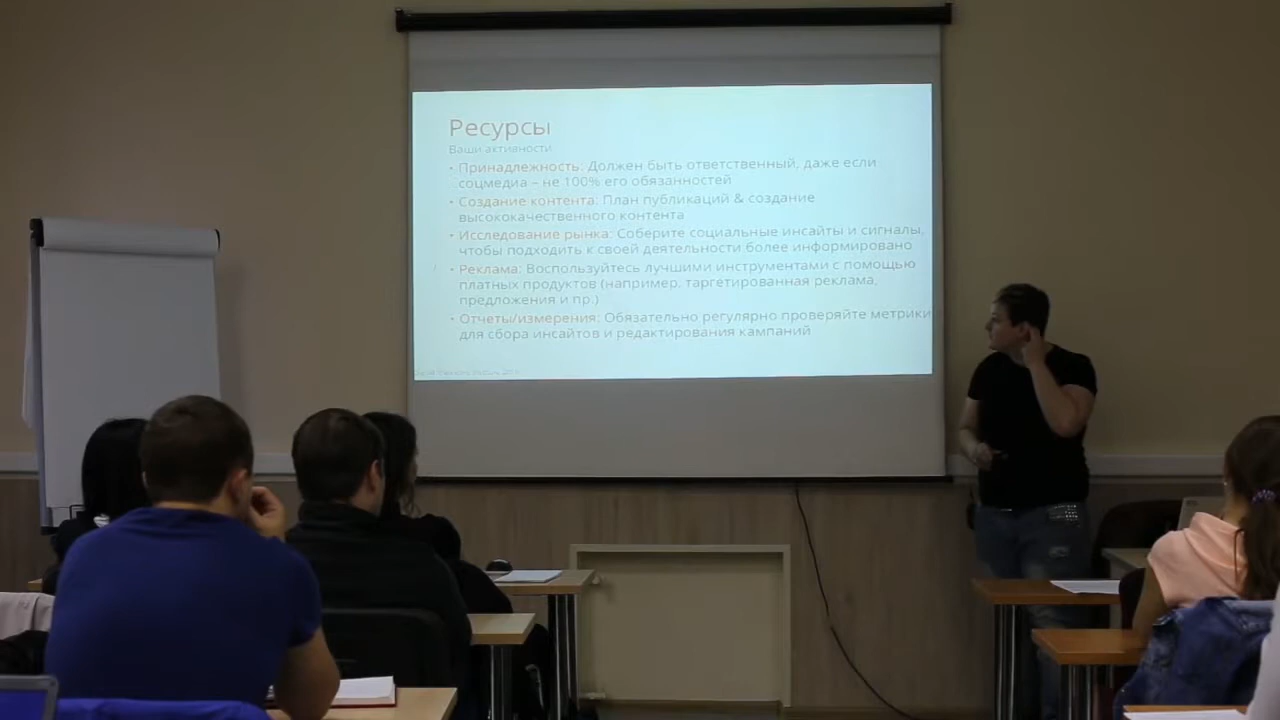 Ресурсы
Ваши активности
• Принадлежность: Должен быть ответственный, даже если
соцмедиа – не 100% его обязанностей
• Создание контента: План публикаций & создание
высококачественного контента
• Исследование рынка: Соберите социальные инсайты и сигналы,
чтобы подходить к своей деятельности более информировано
• Реклама: Воспользуйтесь лучшими инструментами с помощью
платных продуктов (например, таргетированная реклама,
предложения и пр.)
• Отчеты/измерения: Обязательно регулярно проверяйте метрики
для сбора инсайтов и редактирования кампаний